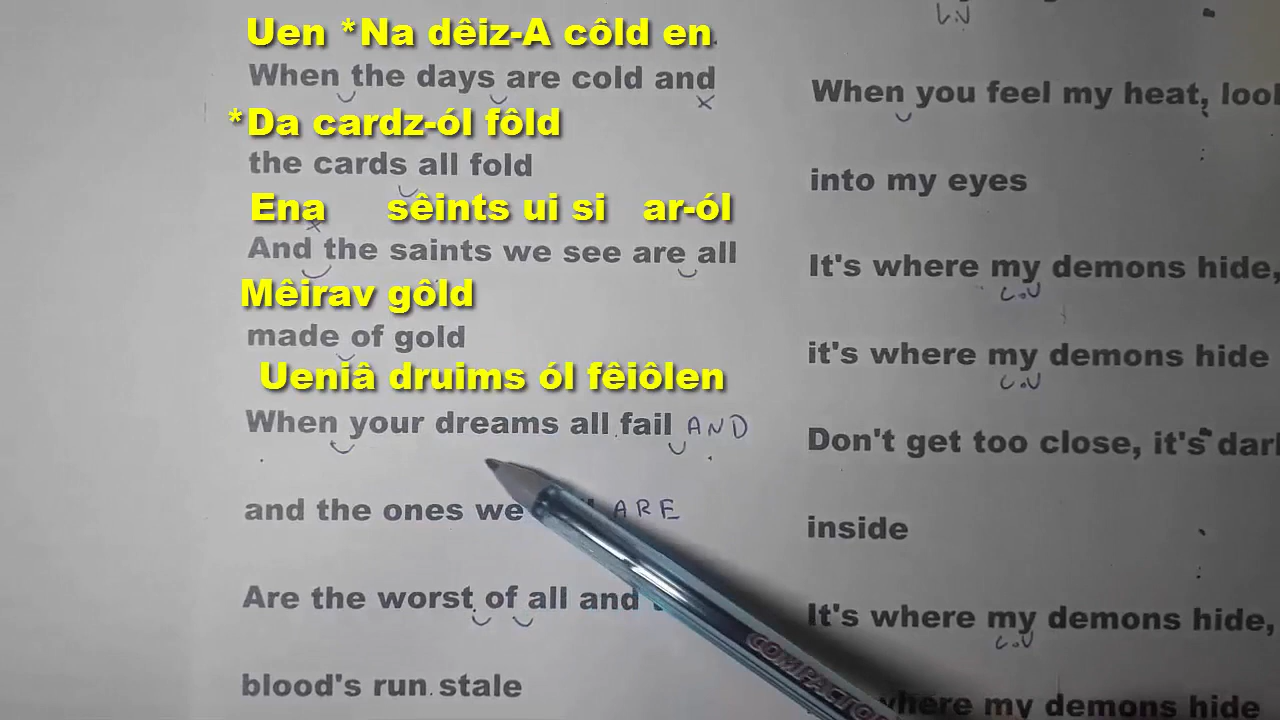 Uen *Na dêiz-A côld en
When the days are cold and
*Da cardz-ól fôld
the cards all fold
Ena sêints ui si ar-ól
And the saints we see are all
Mêirav gôld
made of gold
Ueniâ druims ól fêiôlen
When your dreams all fail AND
and the ones we ARE
Are the worst of all and
blood's run stale
L.V
When you feel my heat, look
into my eyes
It's where my demons hide,
L.V
it's where my demons hide
L.V
Don't get too close, it's dark
inside
It's where my demons hide,
L.V
where my demons hide
COMPACTOR